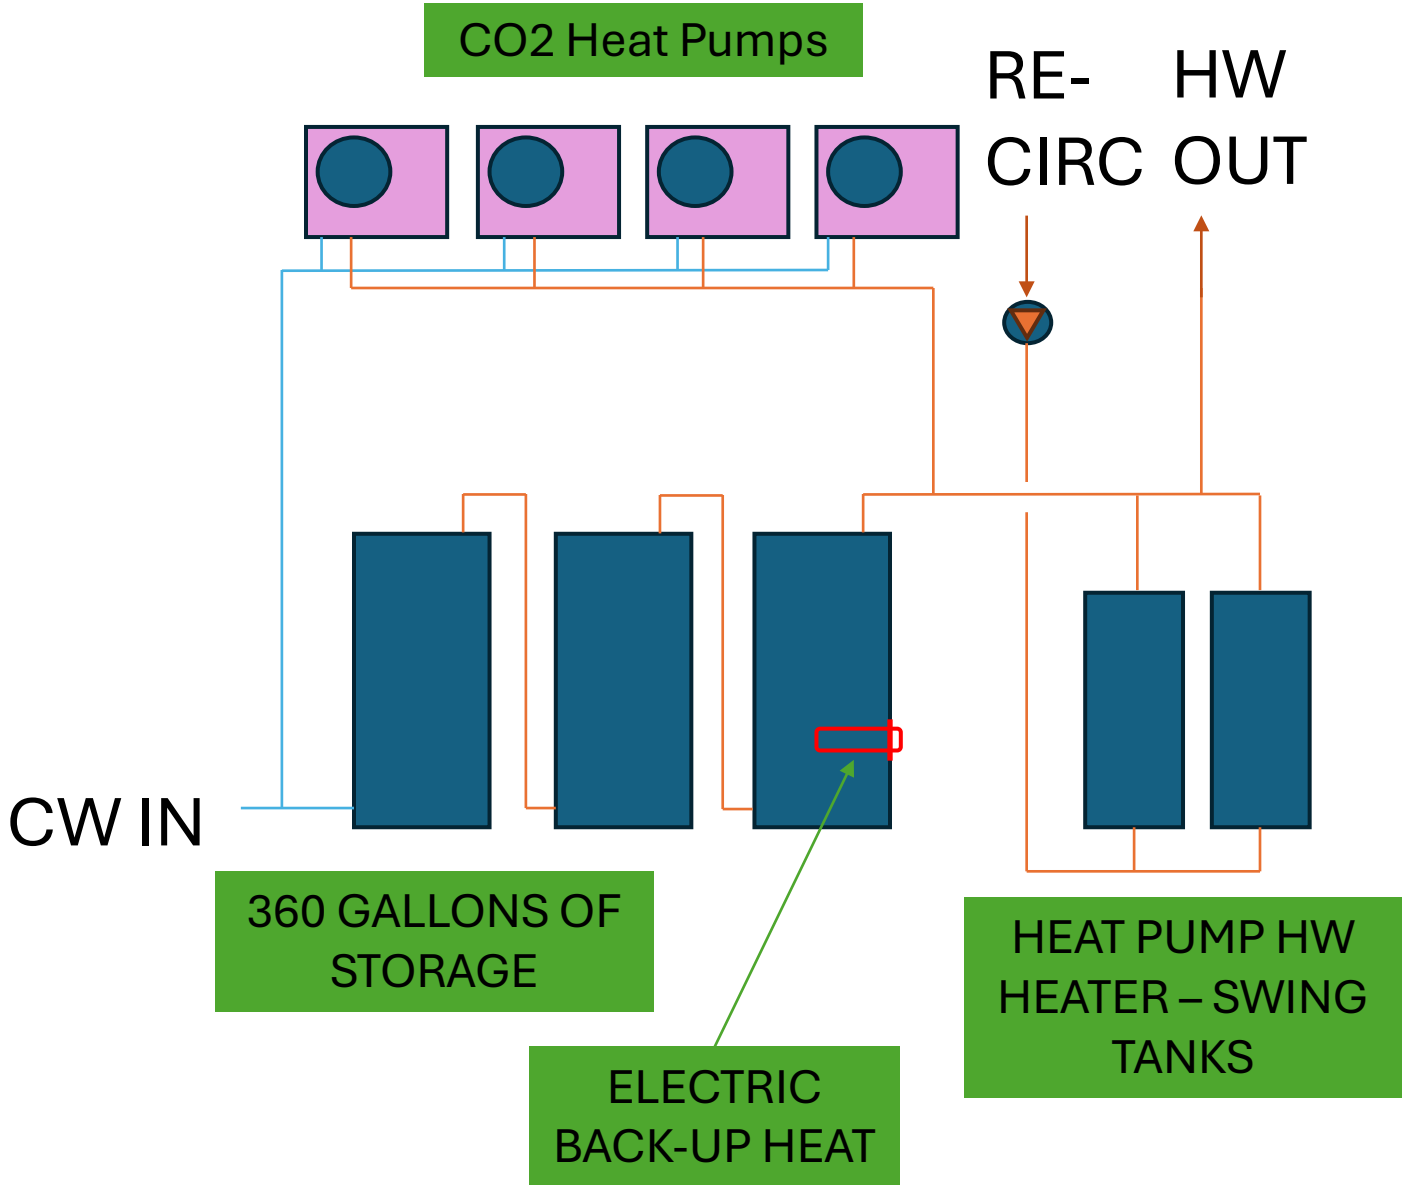 CO2 Heat Pumps
RE-
CIRC
HW
OUT
CW IN
360 GALLONS OF
STORAGE
HEAT PUMP HW
HEATER – SWING
TANKS
ELECTRIC
BACK-UP HEAT